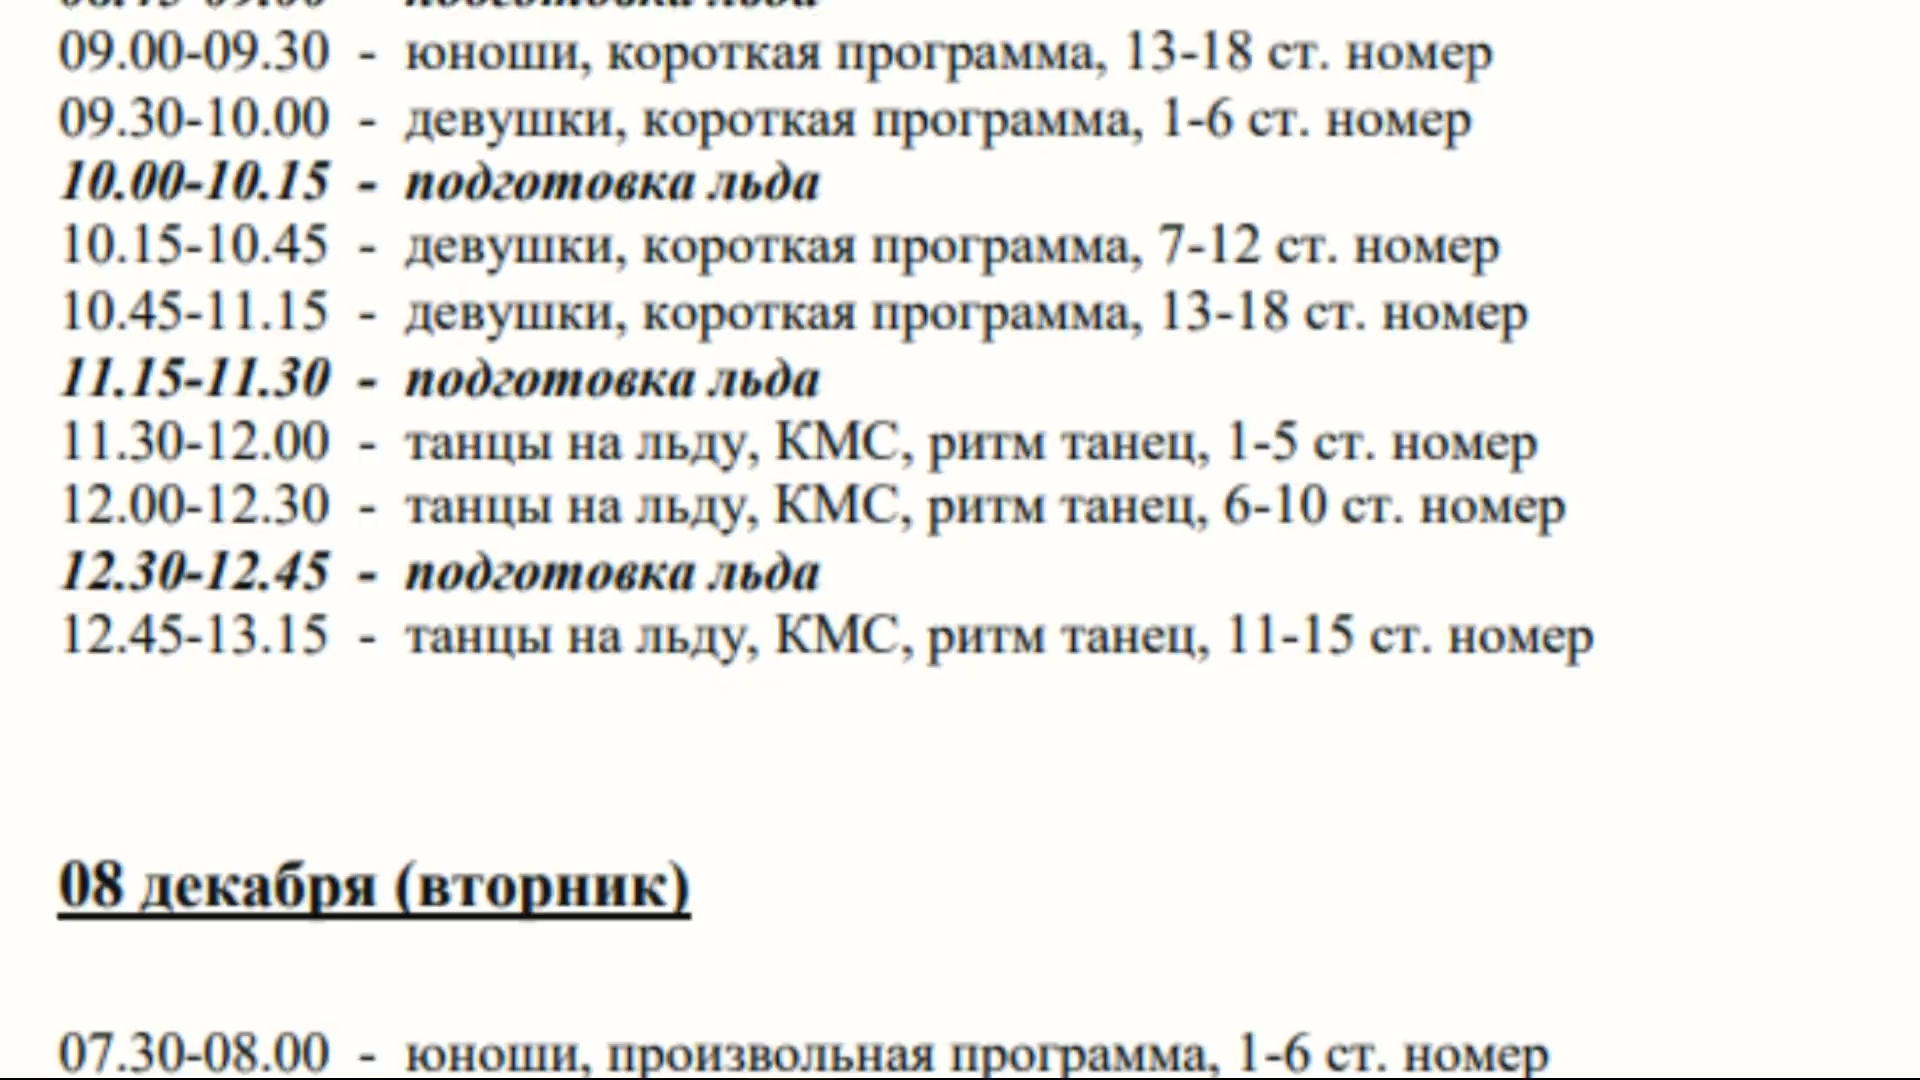 подготовка льда
09.00-09.30 - юноши, короткая программа, 13-18 ст. номер
09.30-10.00 - девушки, короткая программа, 1-6 ст. номер
10.00-10.15 - подготовка льда
10.15-10.45 - девушки, короткая программа, 7-12 ст. номер
10.45-11.15 - девушки, короткая программа, 13-18 ст. номер
11.15-11.30 - подготовка льда
11.30-12.00 - танцы на льду, КМС, ритм танец, 1-5 ст. номер
12.00-12.30 - танцы на льду, КМС, ритм танец, 6-10 ст. номер
12.30-12.45 - подготовка льда
12.45-13.15 - танцы на льду, КМС, ритм танец, 11-15 ст. номер
08 декабря (вторник)
07.30-08.00 - юноши, произвольная программа, 1-6 ст. номер